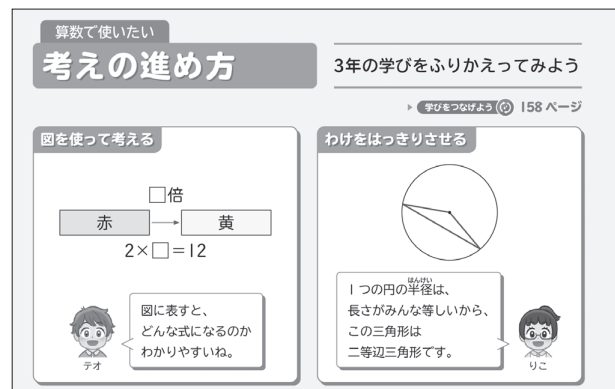 算数で使いたい
考えの進め方
3年の学びをふりかえってみよう
学びをつなげよう 158 ページ
図を使って考える
□倍
赤 → 黄
2×□=12
図に表すと、
どんな式になるのか
わかりやすいね。
テオ
わけをはっきりさせる
はんけい
1つの円の半径は、
長さがみんな等しいから、
この三角形は
二等辺三角形です。
りこ